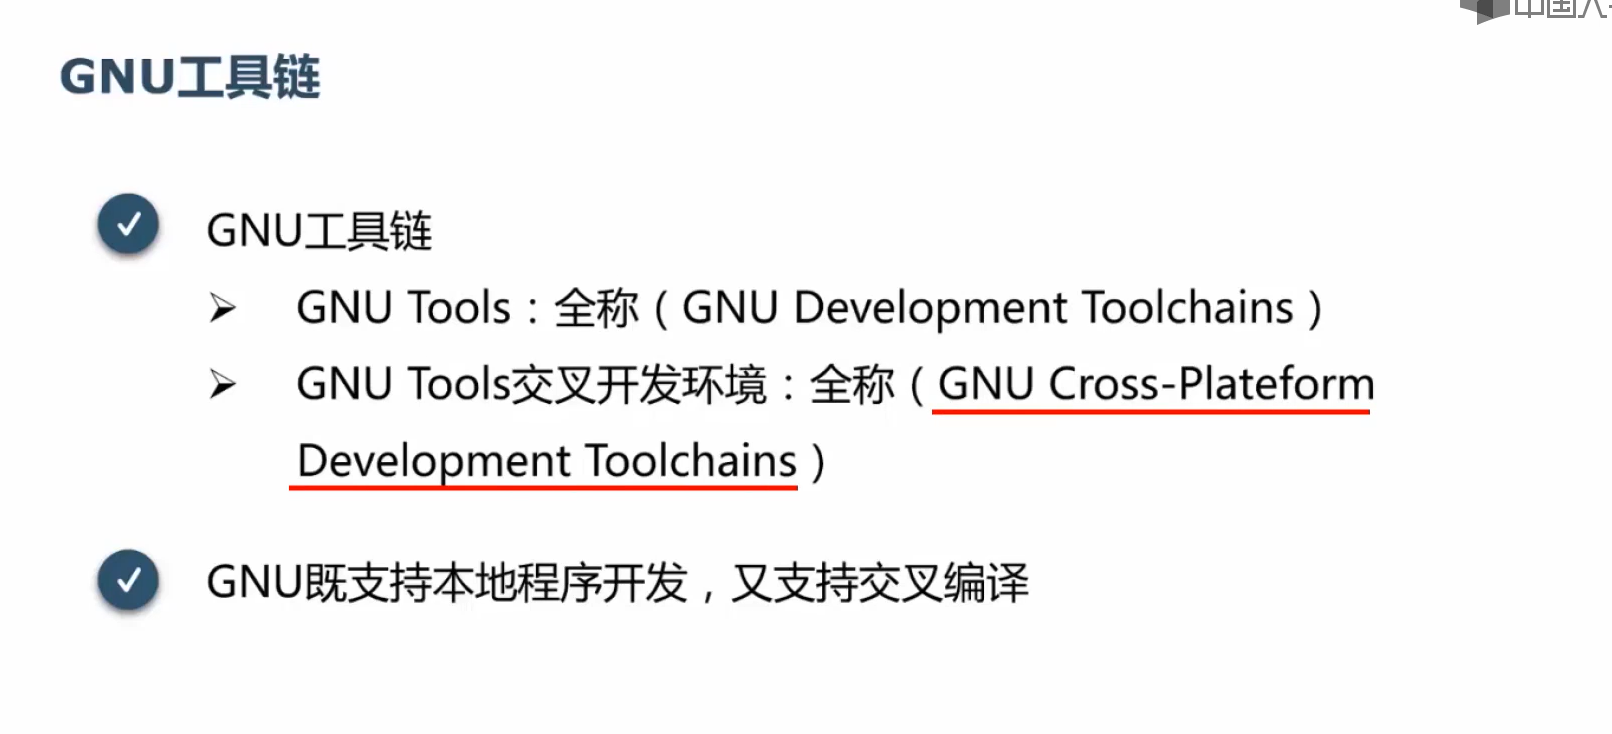 中国大
GNU工具链
GNU工具链
GNU Tools：全称（GNU Development Toolchains）
GNU Tools交叉开发环境：全称（GNU Cross-Plateform
Development Toolchains）
GNU既支持本地程序开发，又支持交叉编译